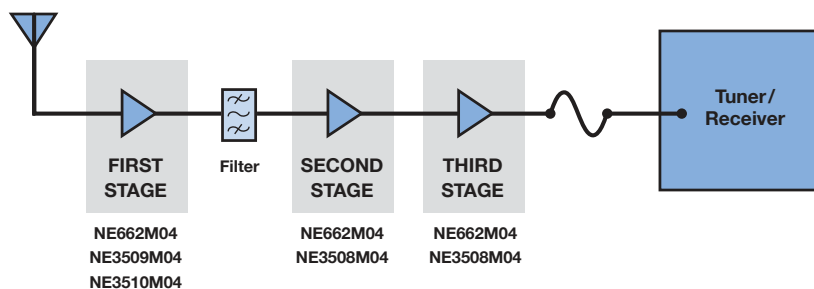 Tuner/
Receiver
FIRST
STAGE
Filter
SECOND
STAGE
THIRD
STAGE
NE662M04
NE3509M04
NE3510M04
NE662M04
NE3508M04
NE662M04
NE3508M04